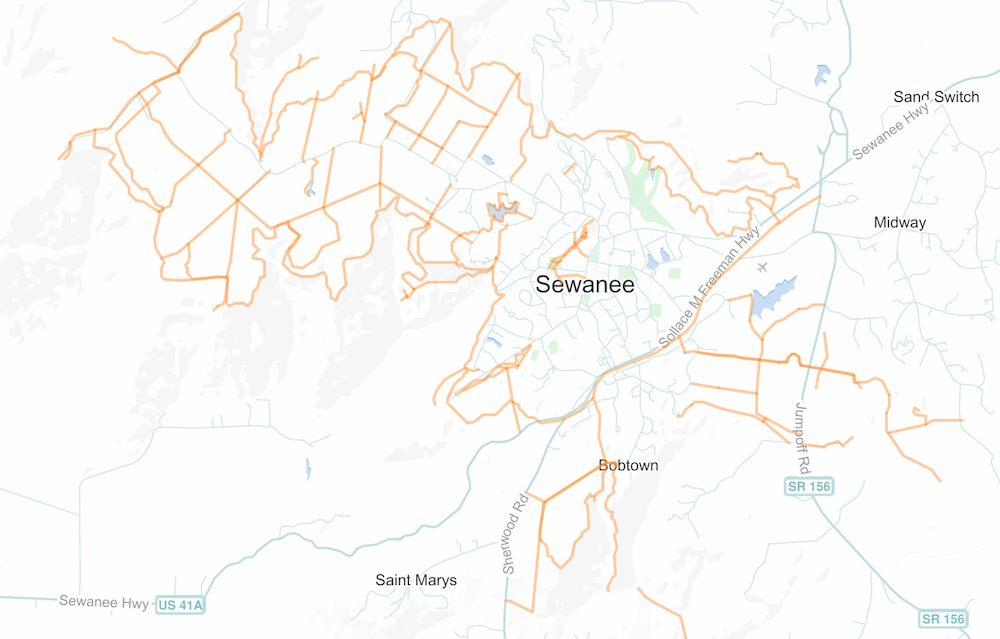 Sand Switch
Sewanee Hwy
Midway
Sewanee
Sollace M Freeman Hwy
Jumpoff Rd
Bobtown
SR 156
Sherwood Rd
Saint Marys
Sewanee Hwy
US 41A
SR 156